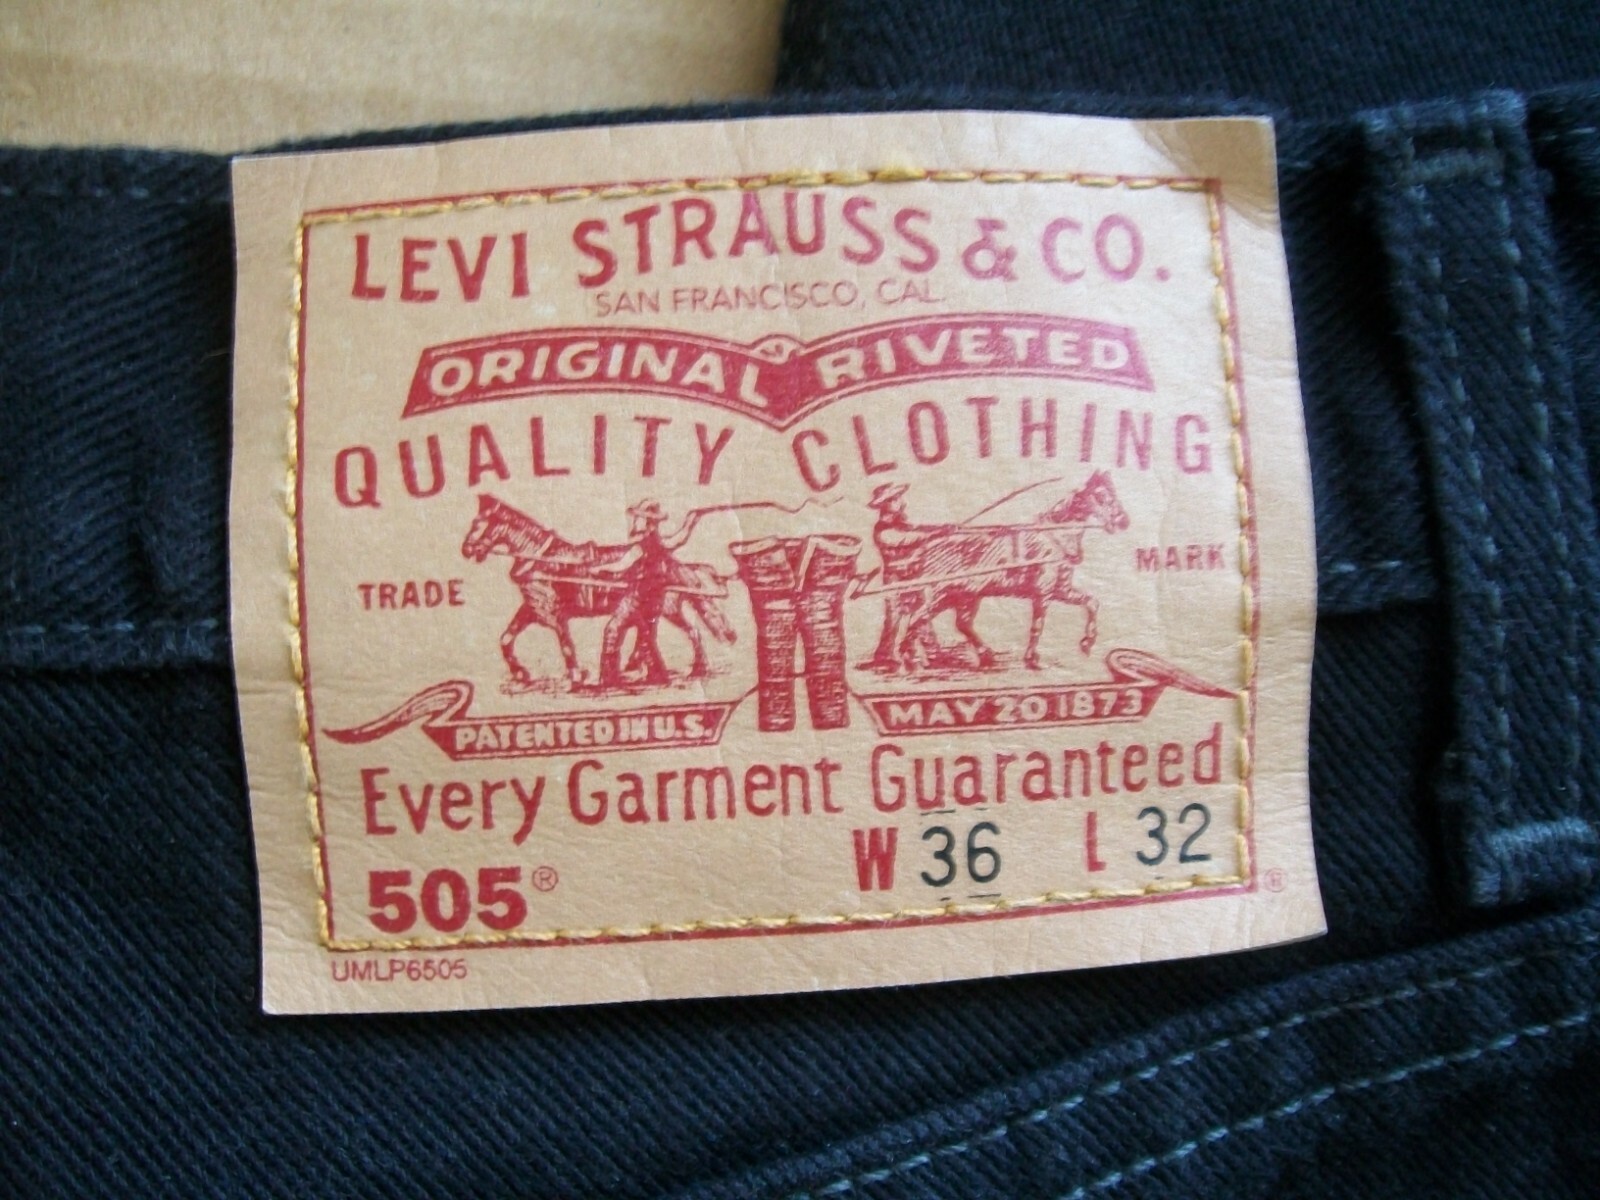 LEVI STRAUSS & CO.
SAN FRANCISCO, CAL.
ORIGINAL RIVETED
QUALITY CLOTHING
TRADE MARK
PATENTED IN U.S. MAY 20 1873
Every Garment Guaranteed
W 36 L 32
505®
®
UMLP6505